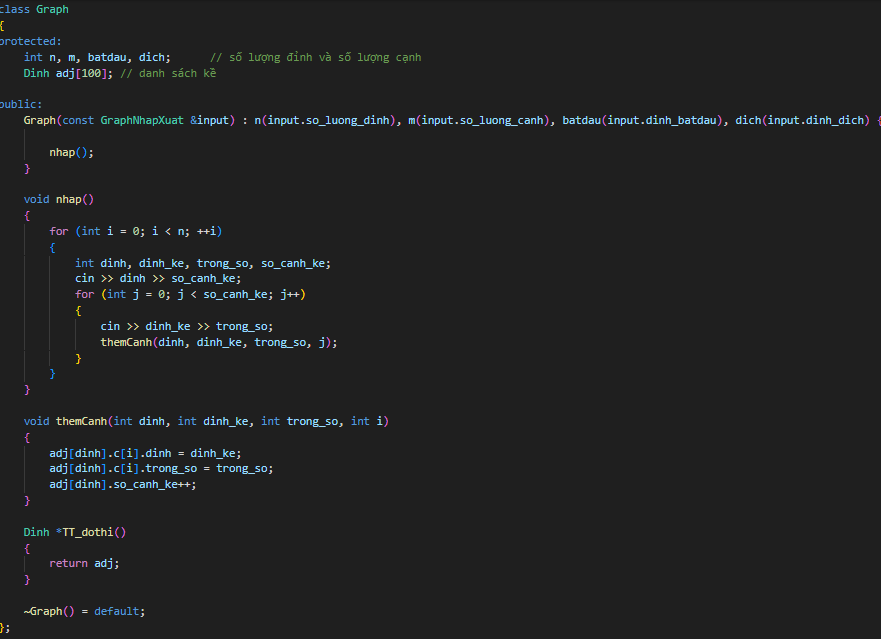 class Graph
{
protected:
    int n, m, batdau, dich;      // số lượng đỉnh và số lượng cạnh
    Dinh adj[100]; // danh sách kề
public:
    Graph(const GraphNhapXuat &input) : n(input.so_luong_dinh), m(input.so_luong_canh), batdau(input.dinh_batdau), dich(input.dinh_dich) {
        nhap();
    }
    void nhap()
    {
        for (int i = 0; i < n; ++i)
        {
            int dinh, dinh_ke, trong_so, so_canh_ke;
            cin >> dinh >> so_canh_ke;
            for (int j = 0; j < so_canh_ke; j++)
            {
                cin >> dinh_ke >> trong_so;
                themCanh(dinh, dinh_ke, trong_so, j);
            }
        }
    }
    void themCanh(int dinh, int dinh_ke, int trong_so, int i)
    {
        adj[dinh].c[i].dinh = dinh_ke;
        adj[dinh].c[i].trong_so = trong_so;
        adj[dinh].so_canh_ke++;
    }
    Dinh *TT_dothi()
    {
        return adj;
    }
    ~Graph() = default;
};